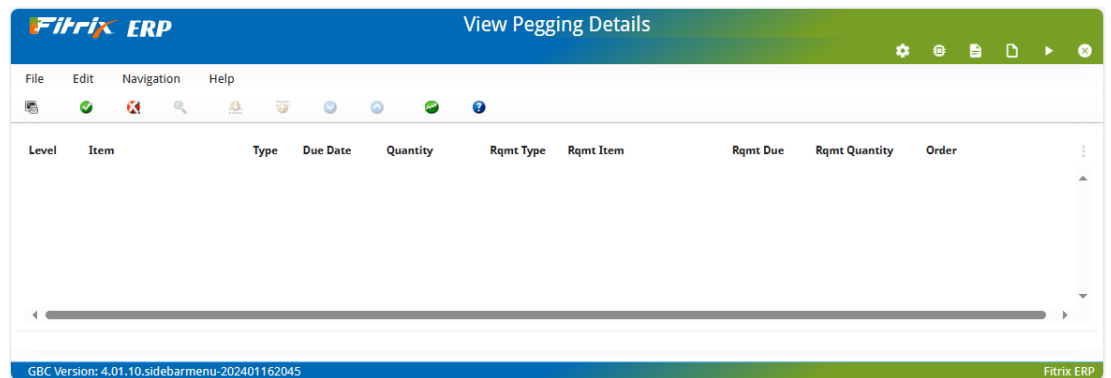 Fitrix ERP
View Pegging Details
File Edit Navigation Help
Level Item Type Due Date Quantity Rqmt Type Rqmt Item Rqmt Due Rqmt Quantity Order
GBC Version: 4.01.10.sidebarmenu-202401162045 Fitrix ERP